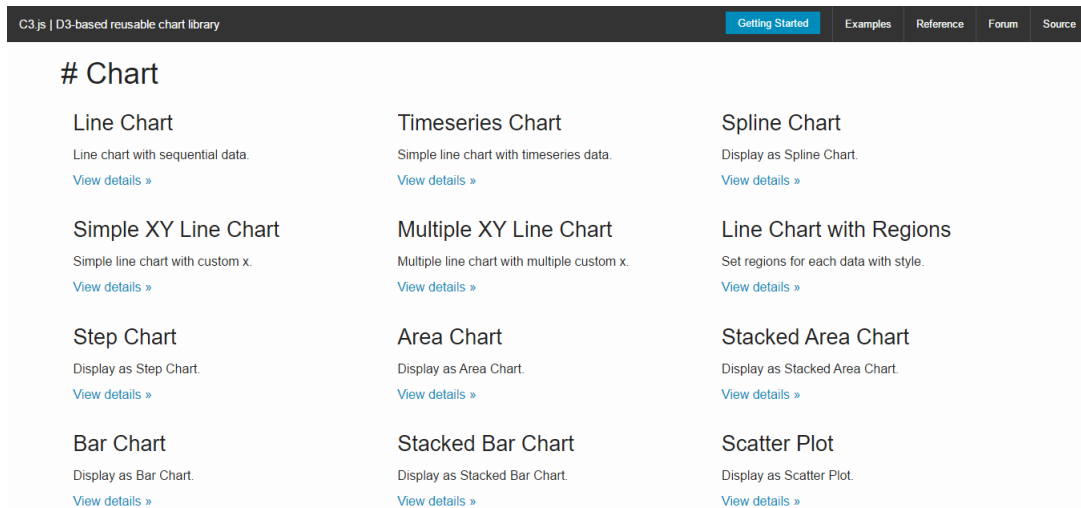 C3.js | D3-based reusable chart library Getting Started Examples Reference Forum Source
# Chart
Line Chart
Line chart with sequential data.
View details »
Timeseries Chart
Simple line chart with timeseries data.
View details »
Spline Chart
Display as Spline Chart.
View details »
Simple XY Line Chart
Simple line chart with custom x.
View details »
Multiple XY Line Chart
Multiple line chart with multiple custom x.
View details »
Line Chart with Regions
Set regions for each data with style.
View details »
Step Chart
Display as Step Chart.
View details »
Area Chart
Display as Area Chart.
View details »
Stacked Area Chart
Display as Stacked Area Chart.
View details »
Bar Chart
Display as Bar Chart.
View details »
Stacked Bar Chart
Display as Stacked Bar Chart.
View details »
Scatter Plot
Display as Scatter Plot.
View details »